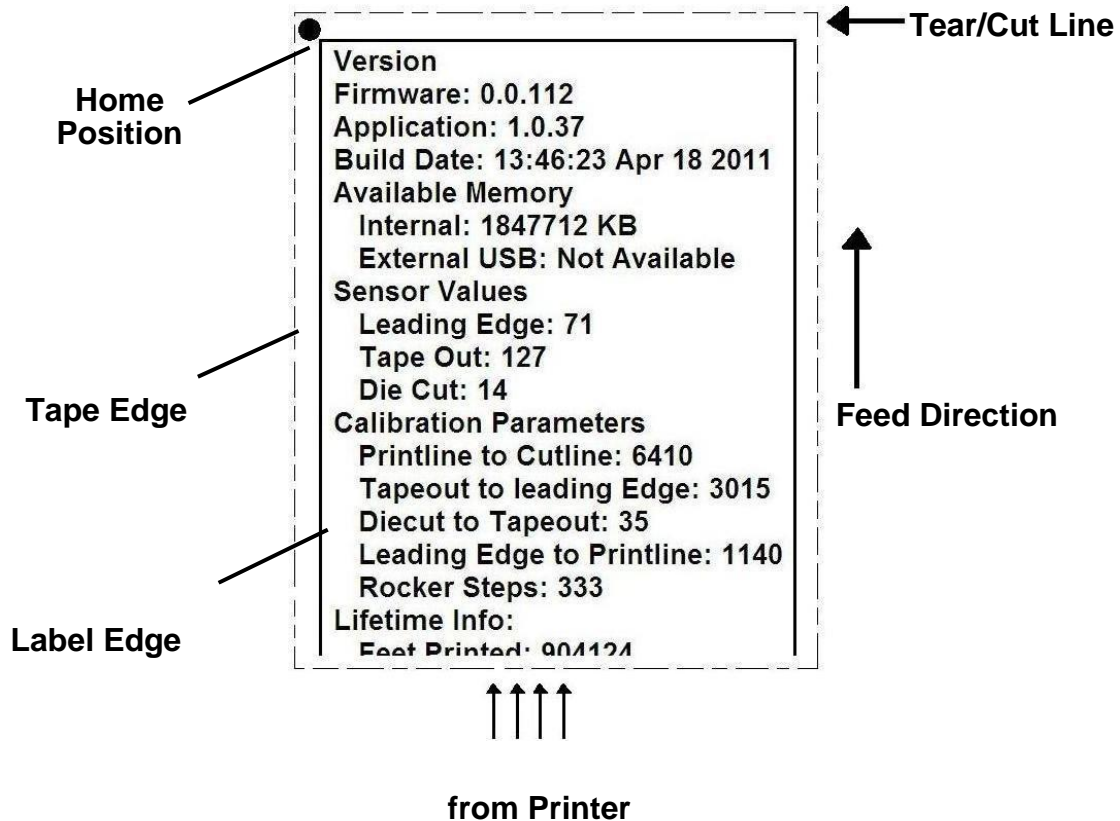 Tear/Cut Line
Home
Position
Version
Firmware: 0.0.112
Application: 1.0.37
Build Date: 13:46:23 Apr 18 2011
Available Memory
Internal: 1847712 KB
External USB: Not Available
Sensor Values
Leading Edge: 71
Tape Out: 127
Die Cut: 14
Calibration Parameters
Printline to Cutline: 6410
Tapeout to leading Edge: 3015
Diecut to Tapeout: 35
Leading Edge to Printline: 1140
Rocker Steps: 333
Lifetime Info:
Feet Printed: 904124
Tape Edge
Feed Direction
Label Edge
from Printer